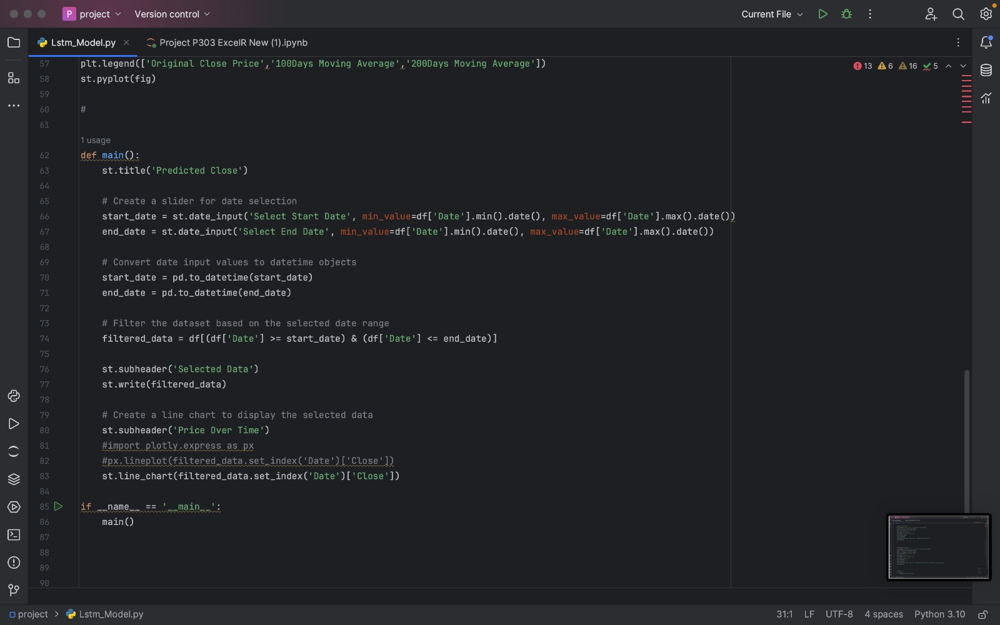 P project Version control Current File
Lstm_Model.py Project P303 ExcelR New (1).ipynb
13 6 16 5
57 plt.legend(['Original Close Price','100Days Moving Average','200Days Moving Average'])
58 st.pyplot(fig)
59
60 #
61
1 usage
62 def main():
63     st.title('Predicted Close')
64
65     # Create a slider for date selection
66     start_date = st.date_input('Select Start Date', min_value=df['Date'].min().date(), max_value=df['Date'].max().date())
67     end_date = st.date_input('Select End Date', min_value=df['Date'].min().date(), max_value=df['Date'].max().date())
68
69     # Convert date input values to datetime objects
70     start_date = pd.to_datetime(start_date)
71     end_date = pd.to_datetime(end_date)
72
73     # Filter the dataset based on the selected date range
74     filtered_data = df[(df['Date'] >= start_date) & (df['Date'] <= end_date)]
75
76     st.subheader('Selected Data')
77     st.write(filtered_data)
78
79     # Create a line chart to display the selected data
80     st.subheader('Price Over Time')
81     #import plotly.express as px
82     #px.lineplot(filtered_data.set_index('Date')['Close'])
83     st.line_chart(filtered_data.set_index('Date')['Close'])
84
85 if __name__ == '__main__':
86     main()
87
88
89
90
project > Lstm_Model.py 31:1 LF UTF-8 4 spaces Python 3.10